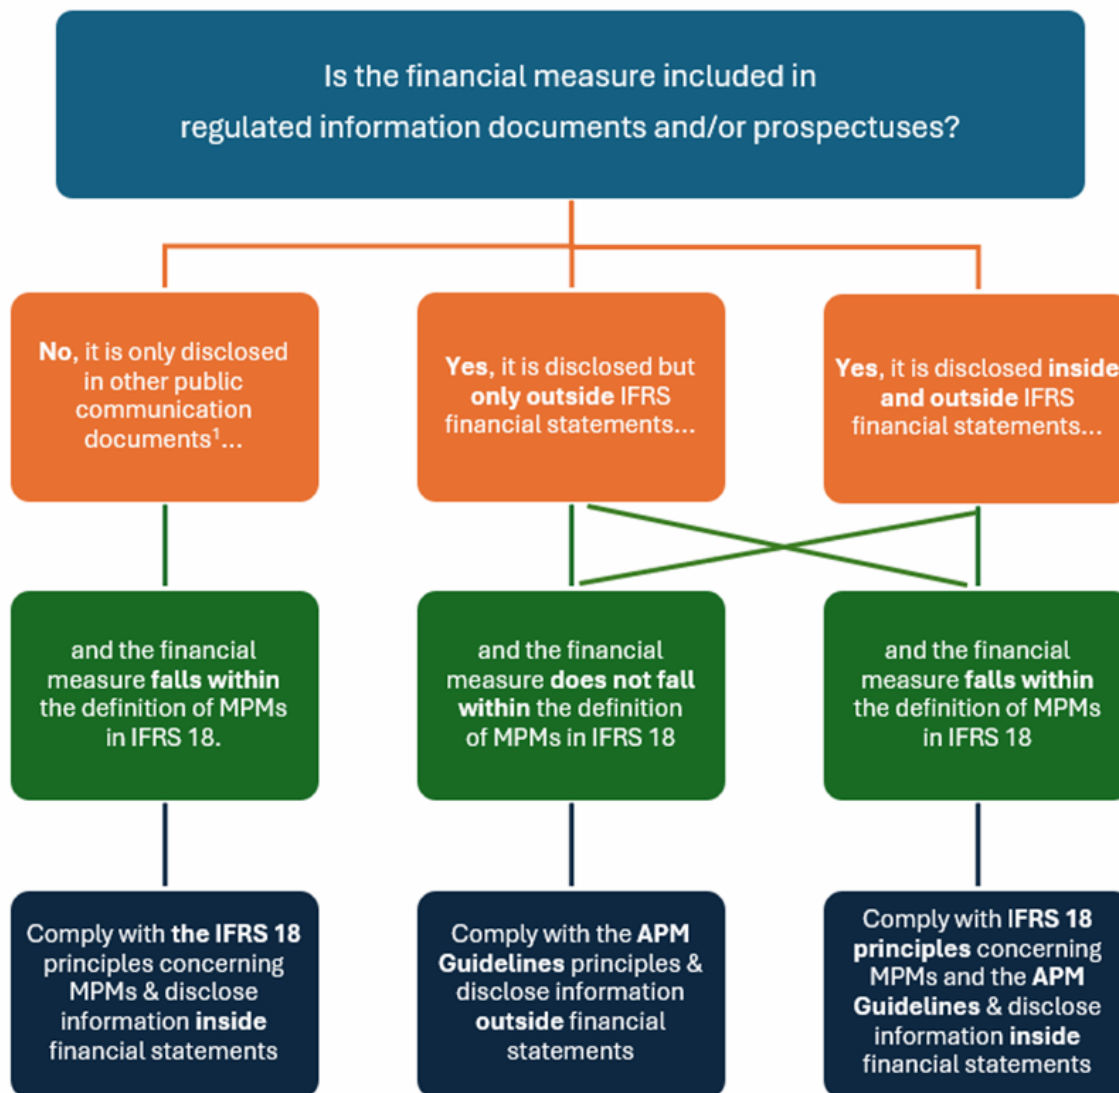 Is the financial measure included in
regulated information documents and/or prospectuses?
No, it is only disclosed
in other public
communication
documents¹...
Yes, it is disclosed but
only outside IFRS
financial statements...
Yes, it is disclosed inside
and outside IFRS
financial statements...
and the financial
measure falls within
the definition of MPMs
in IFRS 18.
and the financial
measure does not fall
within the definition
of MPMs in IFRS 18
and the financial
measure falls within
the definition of MPMs
in IFRS 18
Comply with the IFRS 18
principles concerning
MPMs & disclose
information inside
financial statements
Comply with the APM
Guidelines principles &
disclose information
outside financial
statements
Comply with IFRS 18
principles concerning
MPMs and the APM
Guidelines & disclose
information inside
financial statements